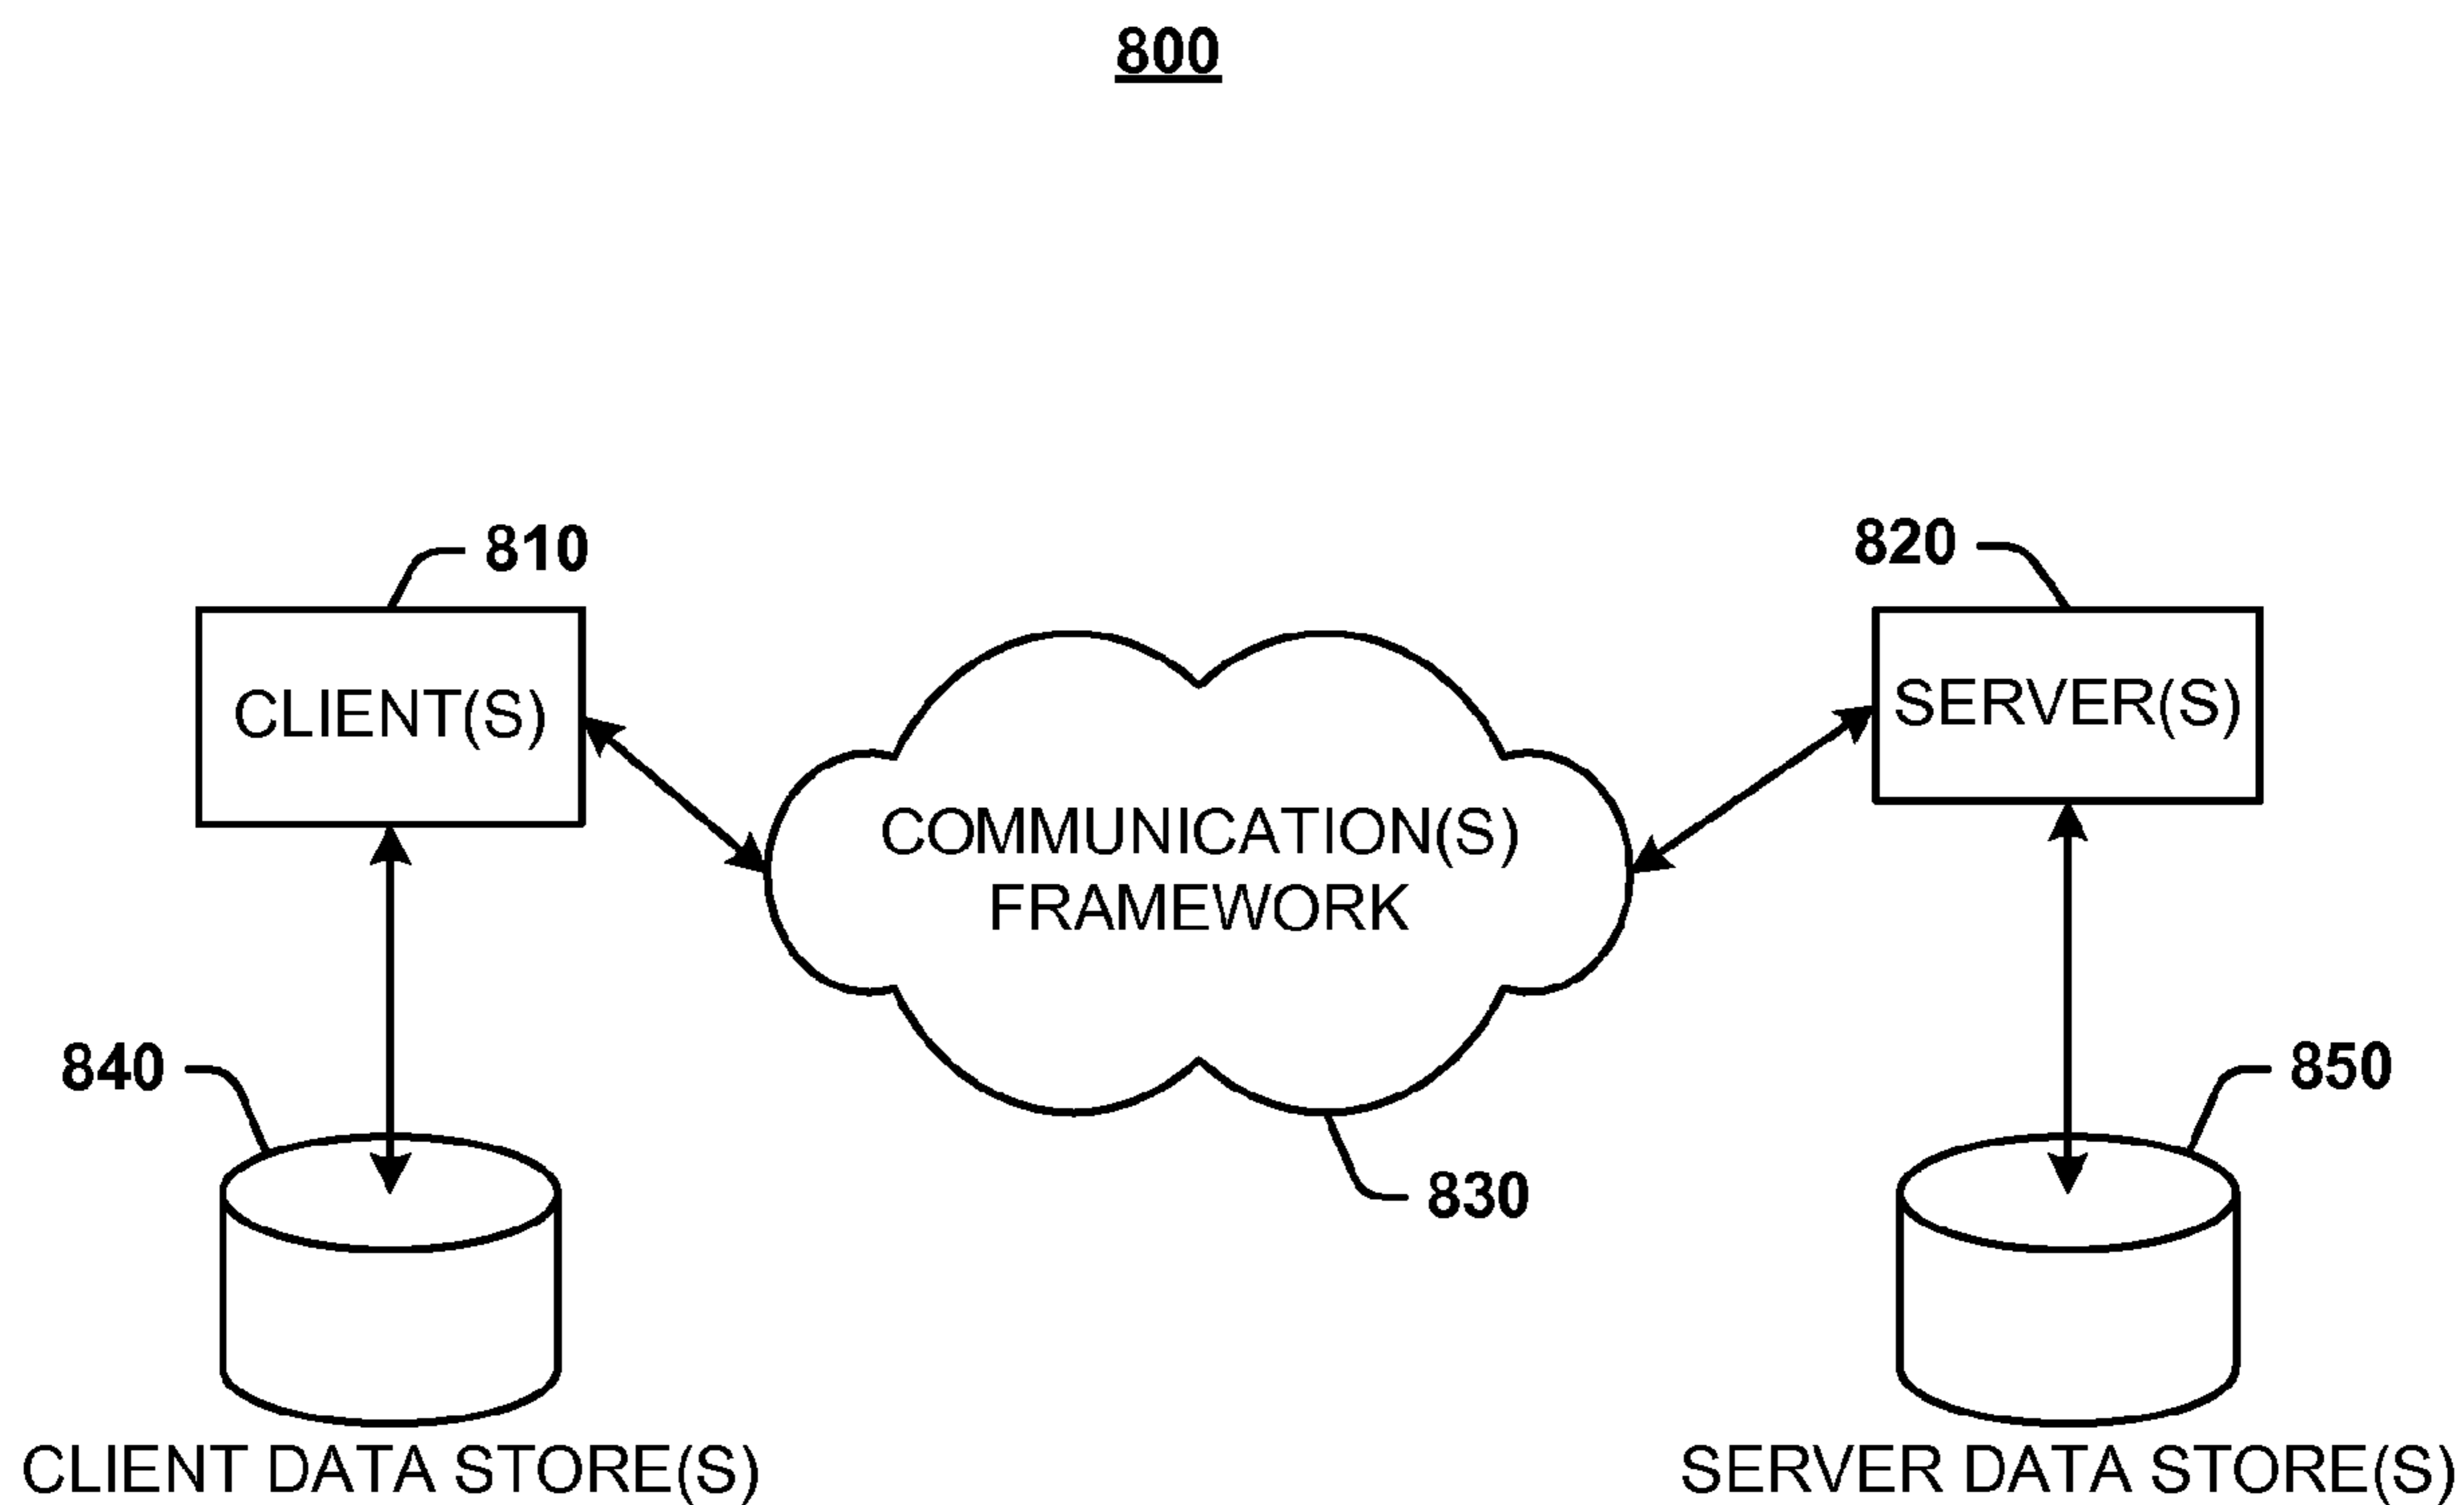 800
810
820
CLIENT(S)
SERVER(S)
COMMUNICATION(S)
FRAMEWORK
840
850
830
CLIENT DATA STORE(S)
SERVER DATA STORE(S)